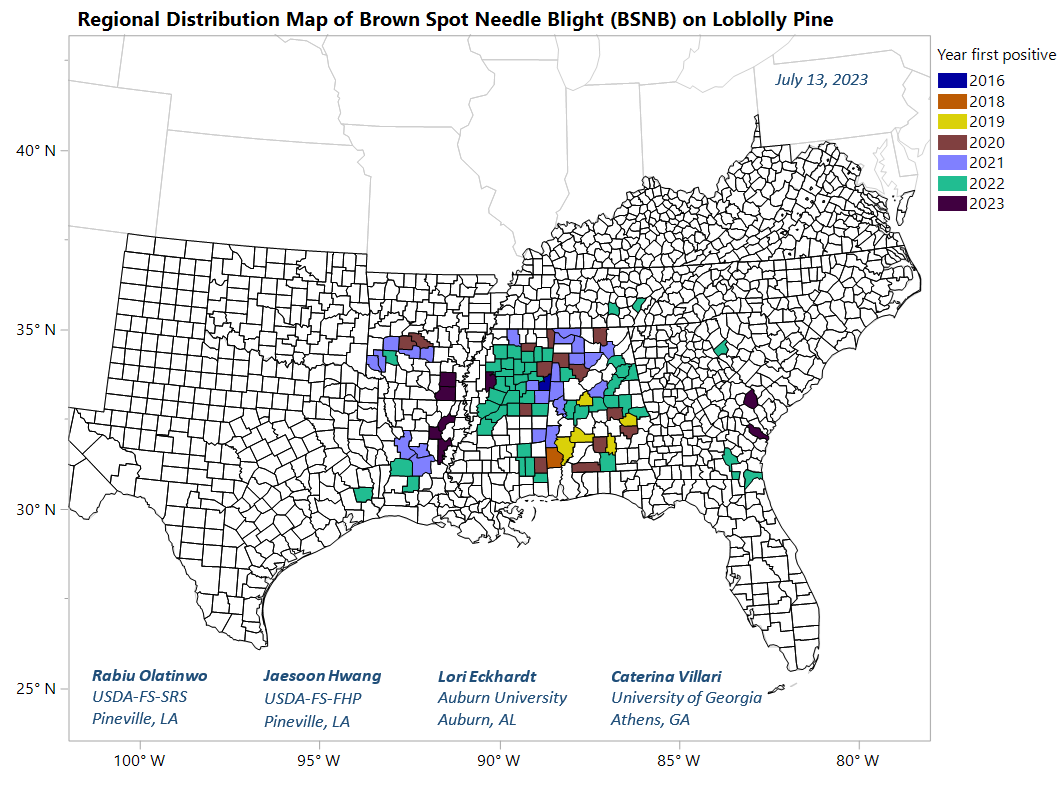 Regional Distribution Map of Brown Spot Needle Blight (BSNB) on Loblolly Pine
Year first positive
July 13, 2023
2016
2018
2019
2020
2021
2022
2023
40° N
35° N
30° N
25° N
Rabiu Olatinwo
USDA-FS-SRS
Pineville, LA
Jaesoon Hwang
USDA-FS-FHP
Pineville, LA
Lori Eckhardt
Auburn University
Auburn, AL
Caterina Villari
University of Georgia
Athens, GA
100° W
95° W
90° W
85° W
80° W